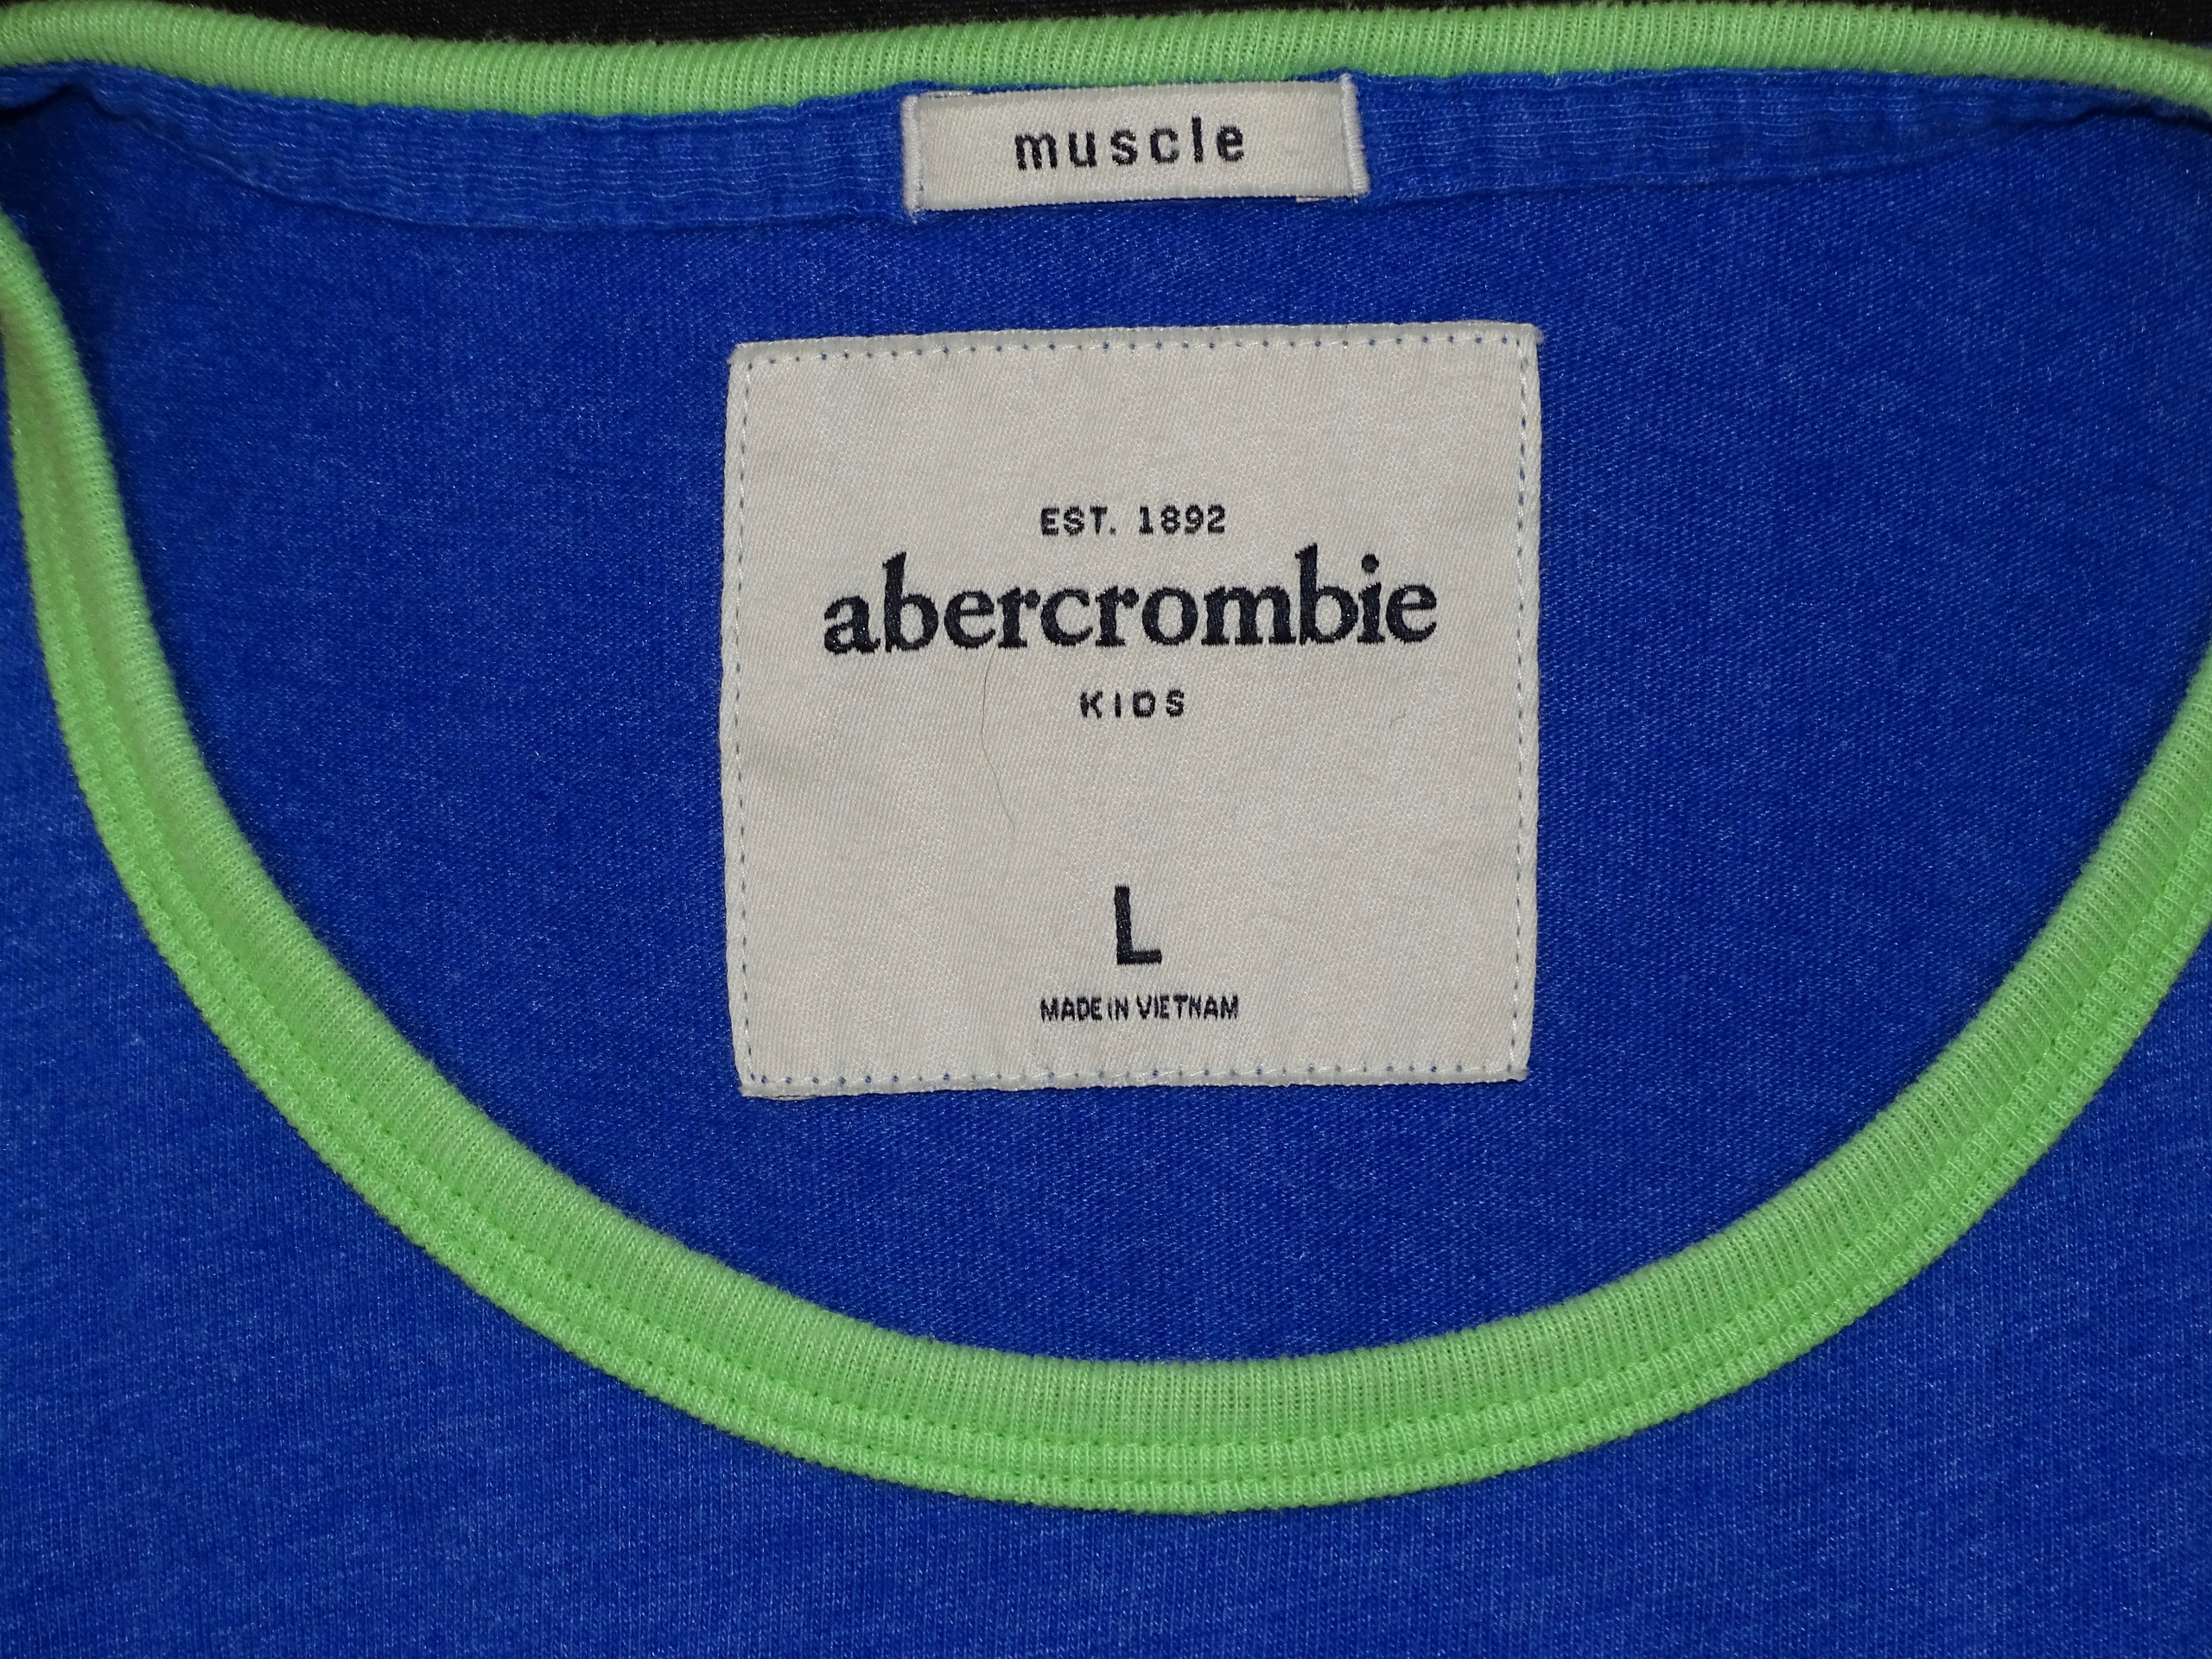 muscle
EST. 1892
abercrombie
KIDS
L
MADE IN VIETNAM